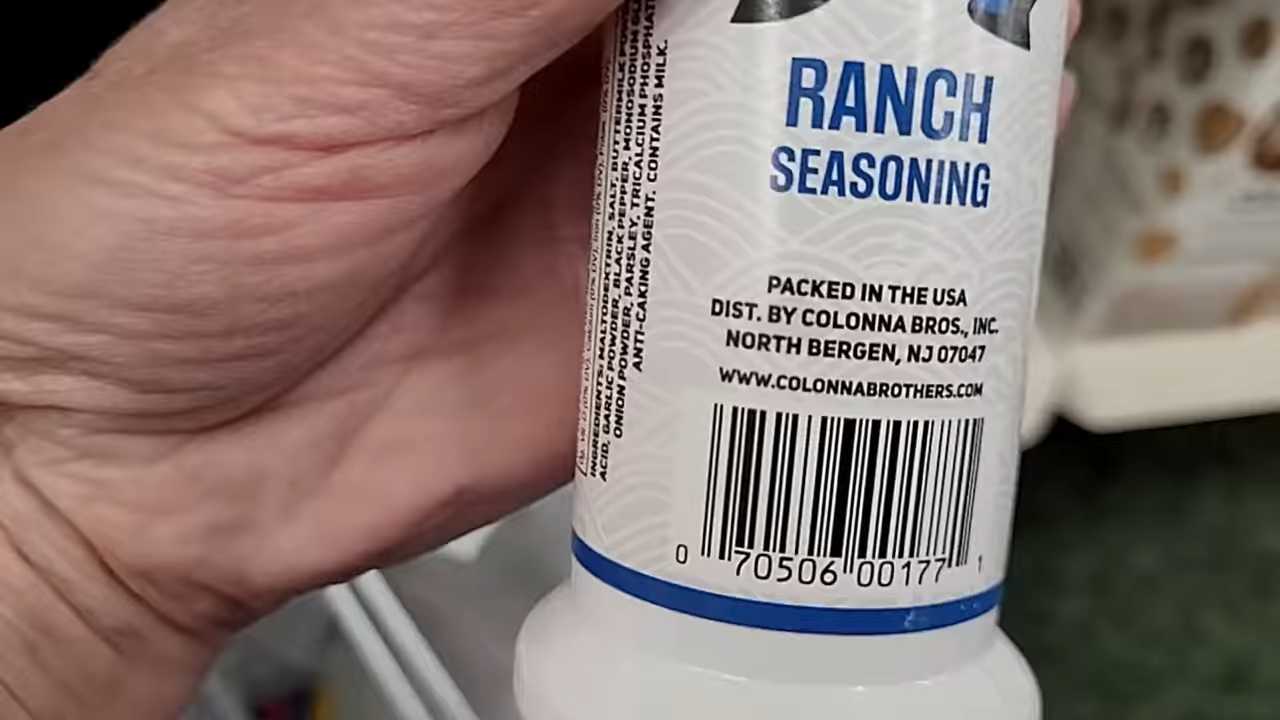 RANCH
SEASONING
PACKED IN THE USA
DIST. BY COLONNA BROS., INC.
NORTH BERGEN, NJ 07047
WWW.COLONNABROTHERS.COM
0 70506 00177 1
INGREDIENTS: MALTODEXTRIN, SALT, BUTTERMILK
ACID, GARLIC POWDER, BLACK PEPPER, MONOSODIUM
ONION POWDER, PARSLEY, TRICALCIUM PHOSPHATE
ANTI-CAKING AGENT. CONTAINS MILK.